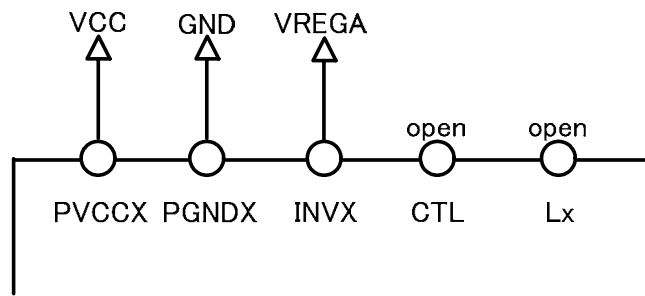 VCC GND VREGA
open open
PVCCX PGNDX INVX CTL Lx